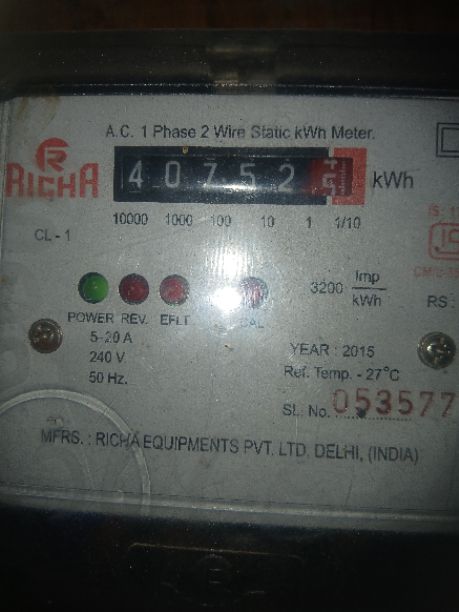 A.C. 1 Phase 2 Wire Static kWh Meter.
RICHA
40752
kWh
10000 1000 100 10 1 1/10
CL - 1
3200 Imp/kWh
POWER REV. EFLT CAL
RS :
5-20 A
240 V.
50 Hz.
YEAR : 2015
Ref. Temp. - 27°C
SL. No. 053577
MFRS. : RICHA EQUIPMENTS PVT. LTD. DELHI, (INDIA)